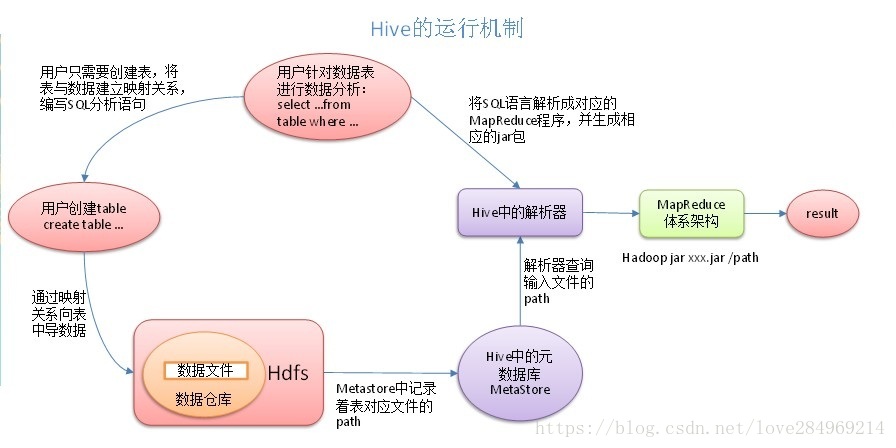 Hive的运行机制
用户只需要创建表，将
表与数据建立映射关系，
编写SQL分析语句
用户针对数据表
进行数据分析：
select ...from
table where ...
将SQL语言解析成对应的
MapReduce程序，并生成相
应的jar包
用户创建table
create table ...
Hive中的解析器
MapReduce
体系架构
result
Hadoop jar xxx.jar /path
通过映射
关系向表
中导数据
解析器查询
输入文件的
path
数据文件
数据仓库
Hdfs
Metastore中记录
着表对应文件的
path
Hive中的元
数据库
MetaStore
https://blog.csdn.net/love284969214